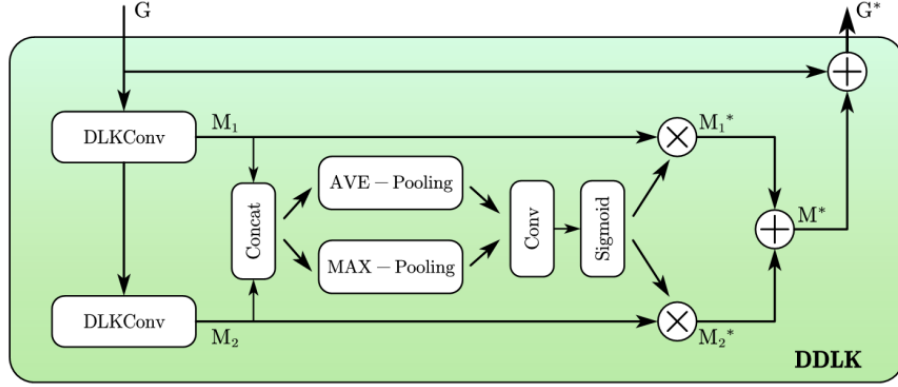 G
G*
DLKConv
M₁
M₁*
AVE – Pooling
Concat
Conv
Sigmoid
M*
MAX – Pooling
DLKConv
M₂
M₂*
DDLK